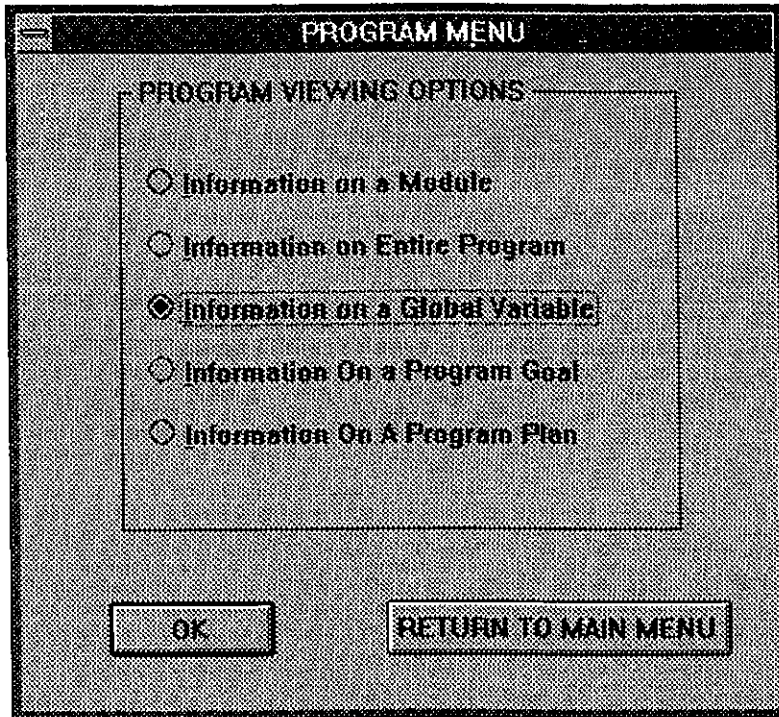 PROGRAM MENU
PROGRAM VIEWING OPTIONS
Information on a Module
Information on Entire Program
Information on a Global Variable
Information On a Program Goal
Information On A Program Plan
OK
RETURN TO MAIN MENU